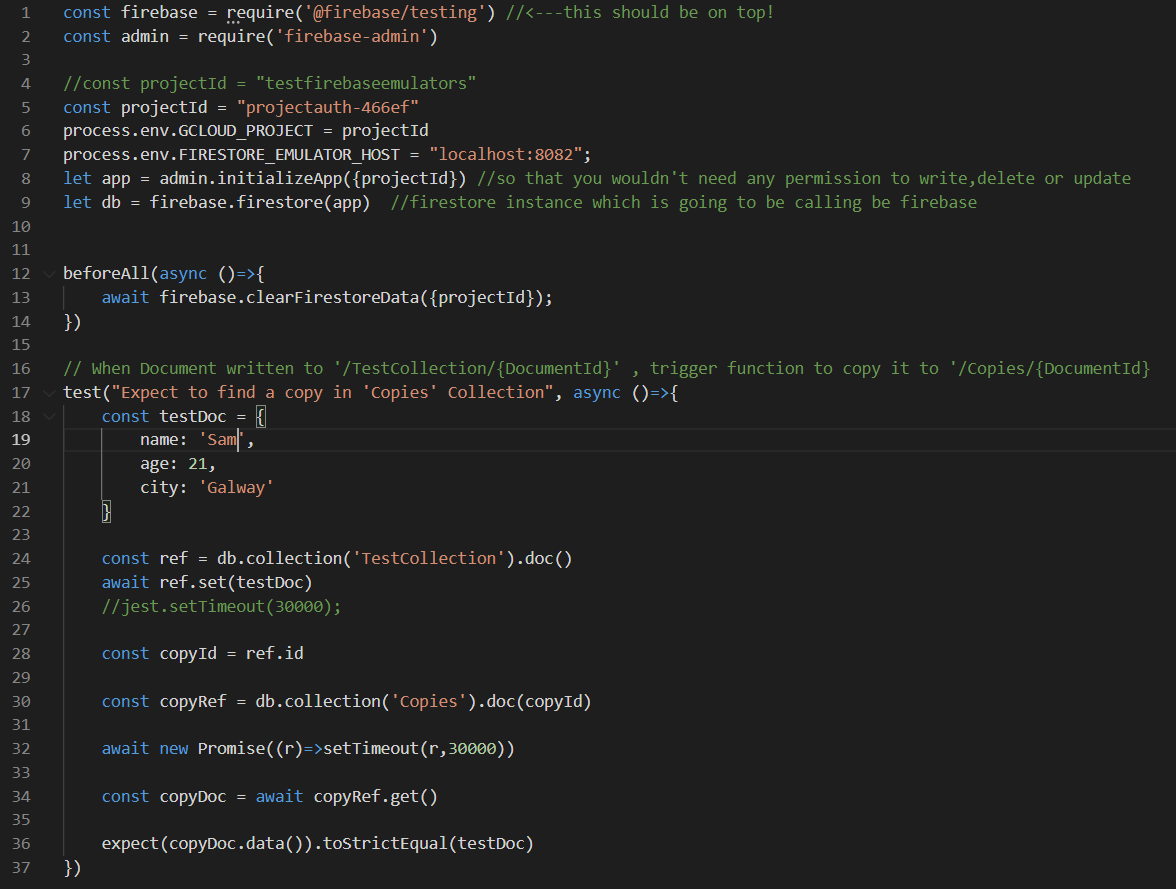 1 const firebase = require('@firebase/testing') //<---this should be on top!
2 const admin = require('firebase-admin')
3
4 //const projectId = "testfirebaseemulators"
5 const projectId = "projectauth-466ef"
6 process.env.GCLOUD_PROJECT = projectId
7 process.env.FIRESTORE_EMULATOR_HOST = "localhost:8082";
8 let app = admin.initializeApp({projectId}) //so that you wouldn't need any permission to write,delete or update
9 let db = firebase.firestore(app)  //firestore instance which is going to be calling be firebase
10
11
12 beforeAll(async ()=>{
13     await firebase.clearFirestoreData({projectId});
14 })
15
16 // When Document written to '/TestCollection/{DocumentId}' , trigger function to copy it to '/Copies/{DocumentId}
17 test("Expect to find a copy in 'Copies' Collection", async ()=>{
18     const testDoc = {
19         name: 'Sam',
20         age: 21,
21         city: 'Galway'
22     }
23
24     const ref = db.collection('TestCollection').doc()
25     await ref.set(testDoc)
26     //jest.setTimeout(30000);
27
28     const copyId = ref.id
29
30     const copyRef = db.collection('Copies').doc(copyId)
31
32     await new Promise((r)=>setTimeout(r,30000))
33
34     const copyDoc = await copyRef.get()
35
36     expect(copyDoc.data()).toStrictEqual(testDoc)
37 })